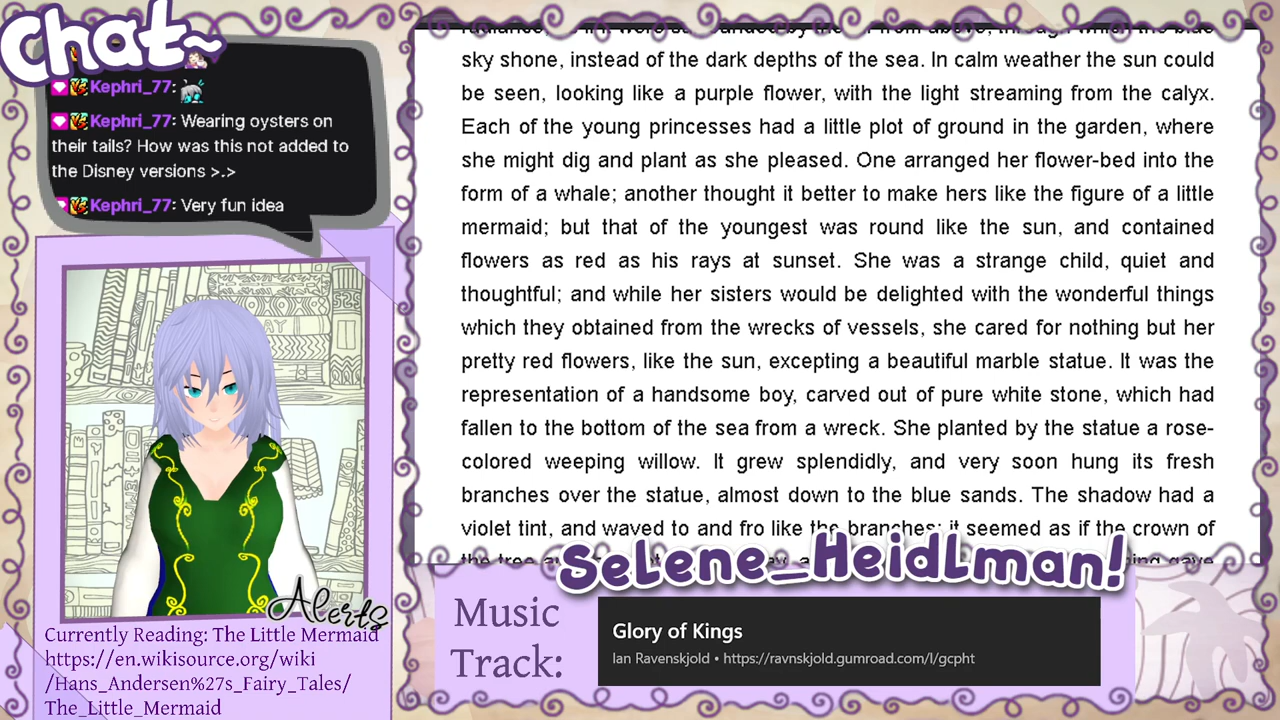 Chat~
Kephri_77:
Kephri_77: Wearing oysters on
their tails? How was this not added to
the Disney versions >.>
Kephri_77: Very fun idea
sky shone, instead of the dark depths of the sea. In calm weather the sun could
be seen, looking like a purple flower, with the light streaming from the calyx.
Each of the young princesses had a little plot of ground in the garden, where
she might dig and plant as she pleased. One arranged her flower-bed into the
form of a whale; another thought it better to make hers like the figure of a little
mermaid; but that of the youngest was round like the sun, and contained
flowers as red as his rays at sunset. She was a strange child, quiet and
thoughtful; and while her sisters would be delighted with the wonderful things
which they obtained from the wrecks of vessels, she cared for nothing but her
pretty red flowers, like the sun, excepting a beautiful marble statue. It was the
representation of a handsome boy, carved out of pure white stone, which had
fallen to the bottom of the sea from a wreck. She planted by the statue a rose-
colored weeping willow. It grew splendidly, and very soon hung its fresh
branches over the statue, almost down to the blue sands. The shadow had a
violet tint, and waved to and fro like the branches; it seemed as if the crown of
Selene_Heidlman!
Alerts
Currently Reading: The Little Mermaid
https://en.wikisource.org/wiki
/Hans_Andersen%27s_Fairy_Tales/
The_Little_Mermaid
Music
Track:
Glory of Kings
Ian Ravenskjold • https://ravnskjold.gumroad.com/l/gcpht